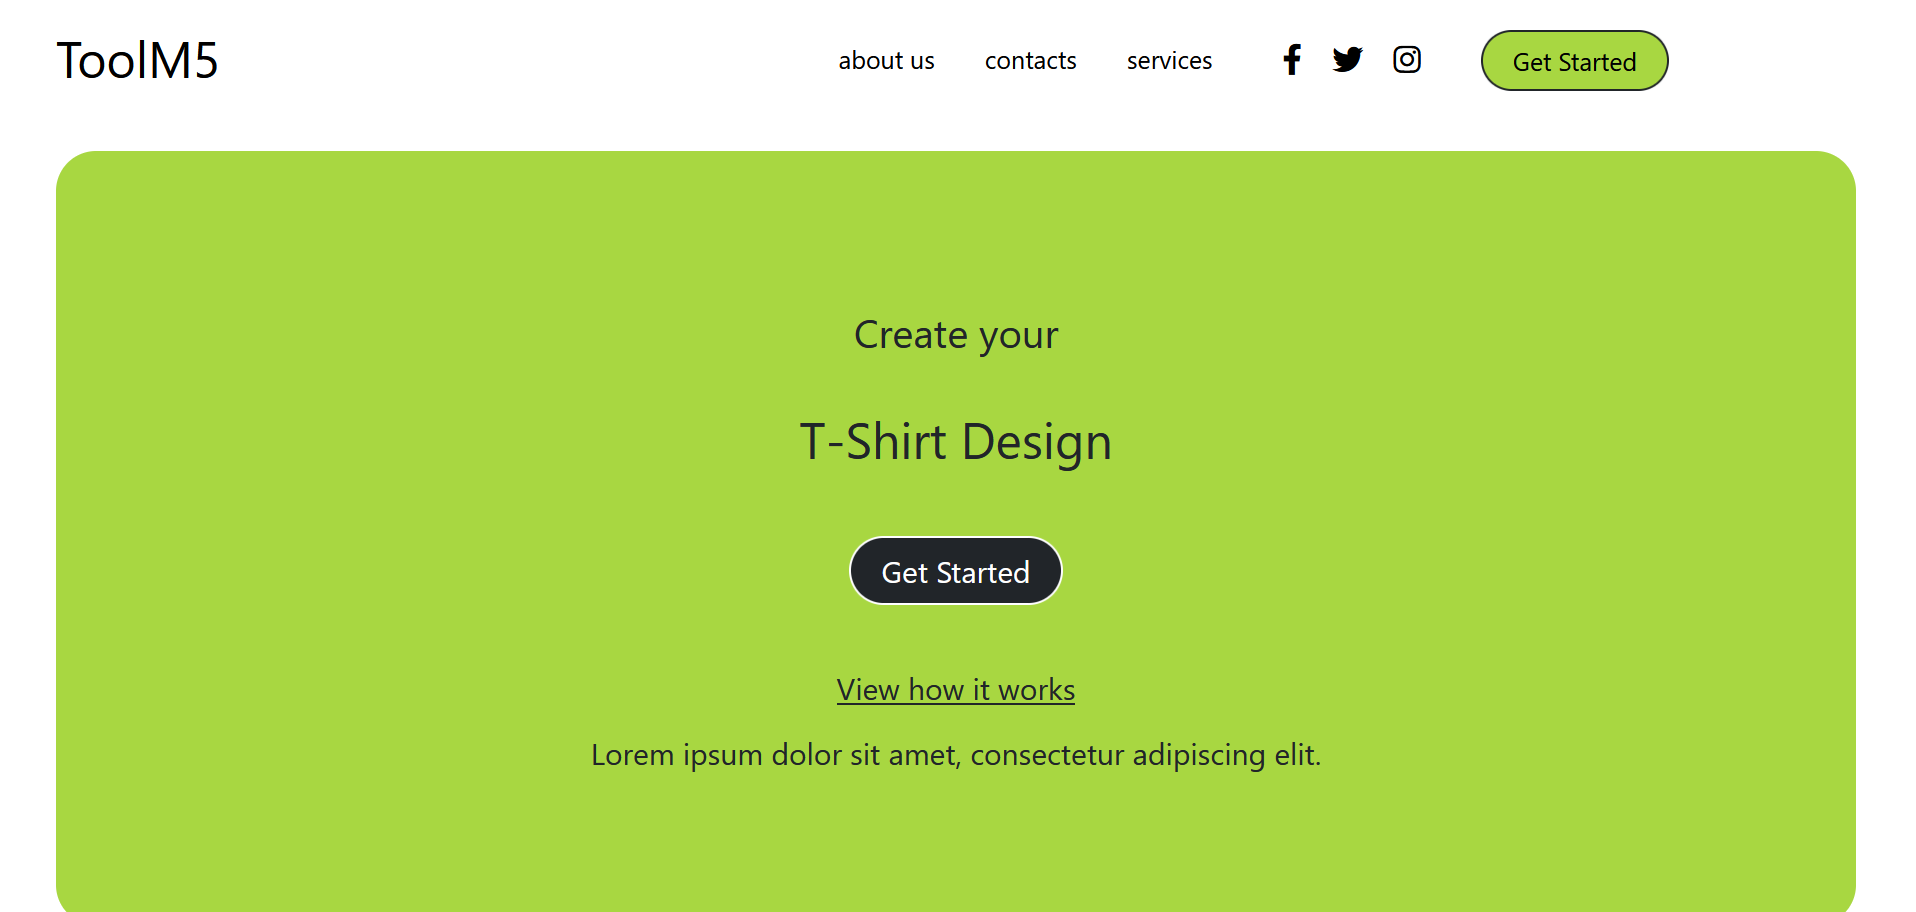 ToolM5
about us contacts services Get Started
Create your
T-Shirt Design
Get Started
View how it works
Lorem ipsum dolor sit amet, consectetur adipiscing elit.